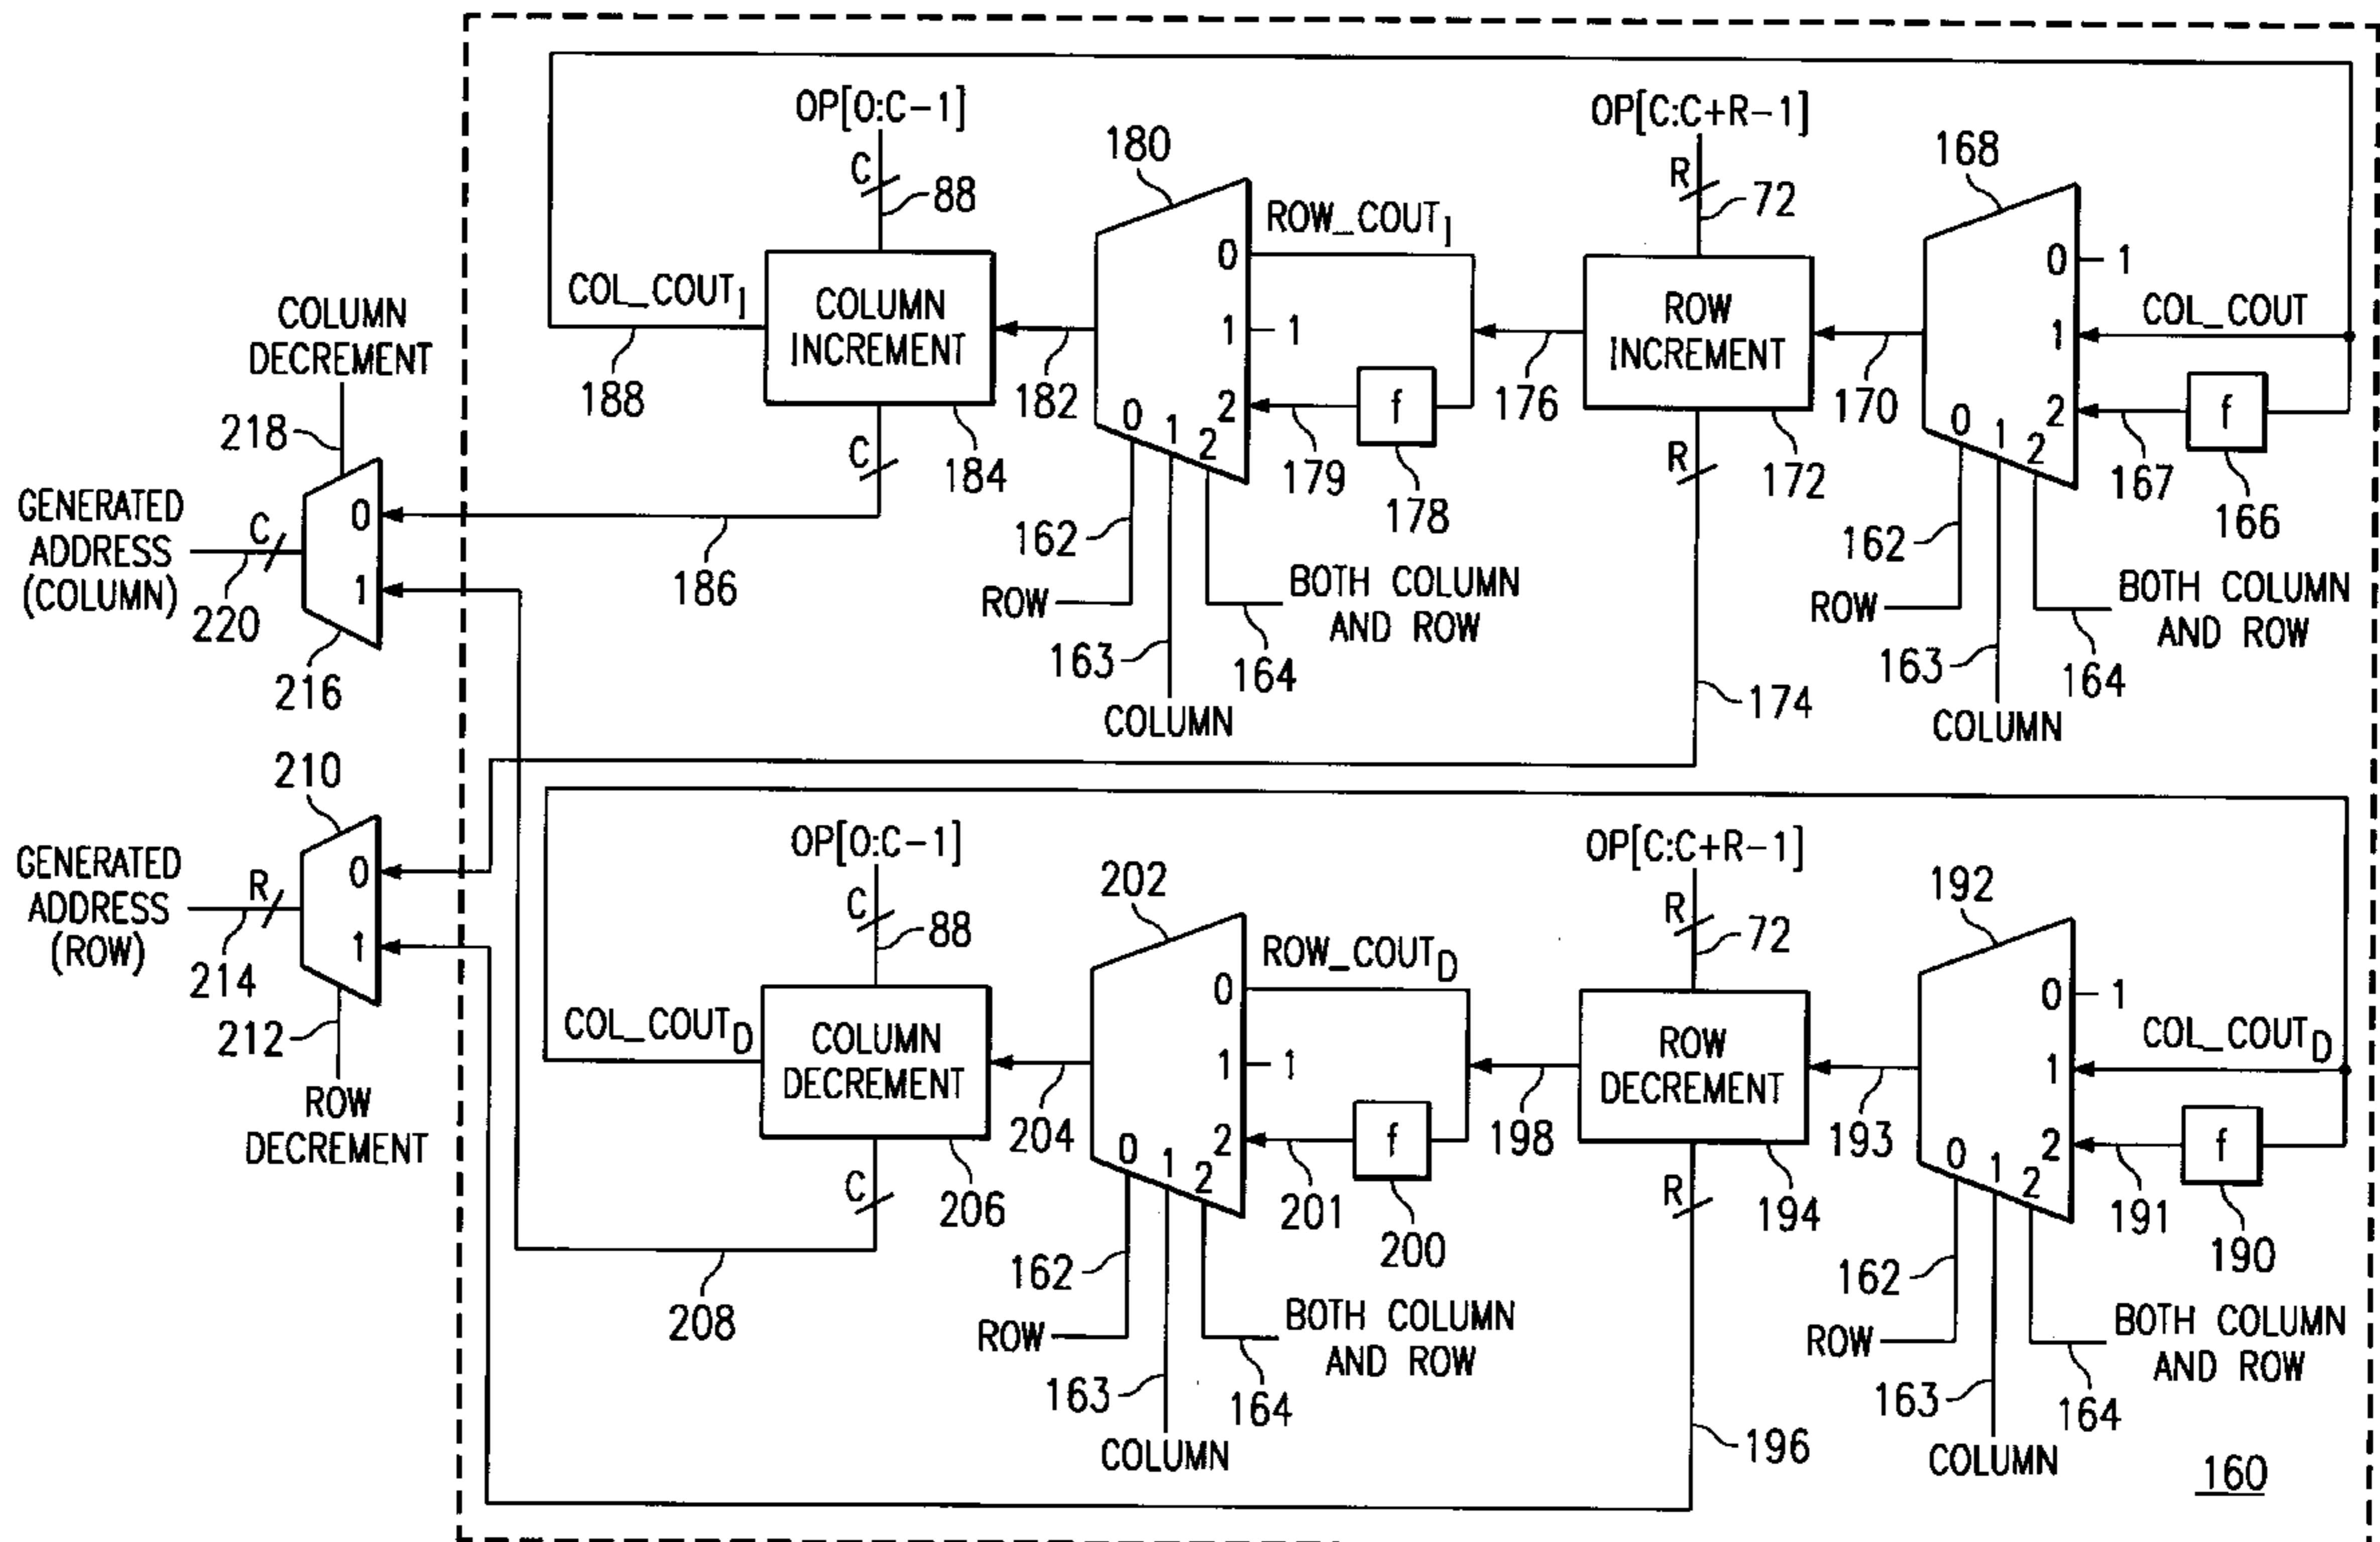 OP[0:C-1]
C
88
180
ROW_COUT_I
0
1
1
2
OP[C:C+R-1]
R
72
168
0
1
COL_COUT
1
2
COL_COUT_I
188
COLUMN
INCREMENT
182
C
184
0
1
2
f
179
178
176
ROW
INCREMENT
R
172
170
0
1
2
167
f
166
COLUMN
DECREMENT
218
GENERATED
ADDRESS
(COLUMN)
C
220
0
1
216
186
162
ROW
163
COLUMN
BOTH COLUMN
AND ROW
164
174
162
ROW
163
COLUMN
BOTH COLUMN
AND ROW
164
210
GENERATED
ADDRESS
(ROW)
R
214
0
1
212
ROW
DECREMENT
OP[0:C-1]
C
88
202
ROW_COUT_D
0
1
1
2
OP[C:C+R-1]
R
72
192
0
1
COL_COUT_D
1
2
COL_COUT_D
COLUMN
DECREMENT
204
C
206
208
0
1
2
f
201
200
198
ROW
DECREMENT
R
194
193
0
1
2
191
f
190
162
ROW
163
COLUMN
BOTH COLUMN
AND ROW
164
196
162
ROW
163
COLUMN
BOTH COLUMN
AND ROW
164
160